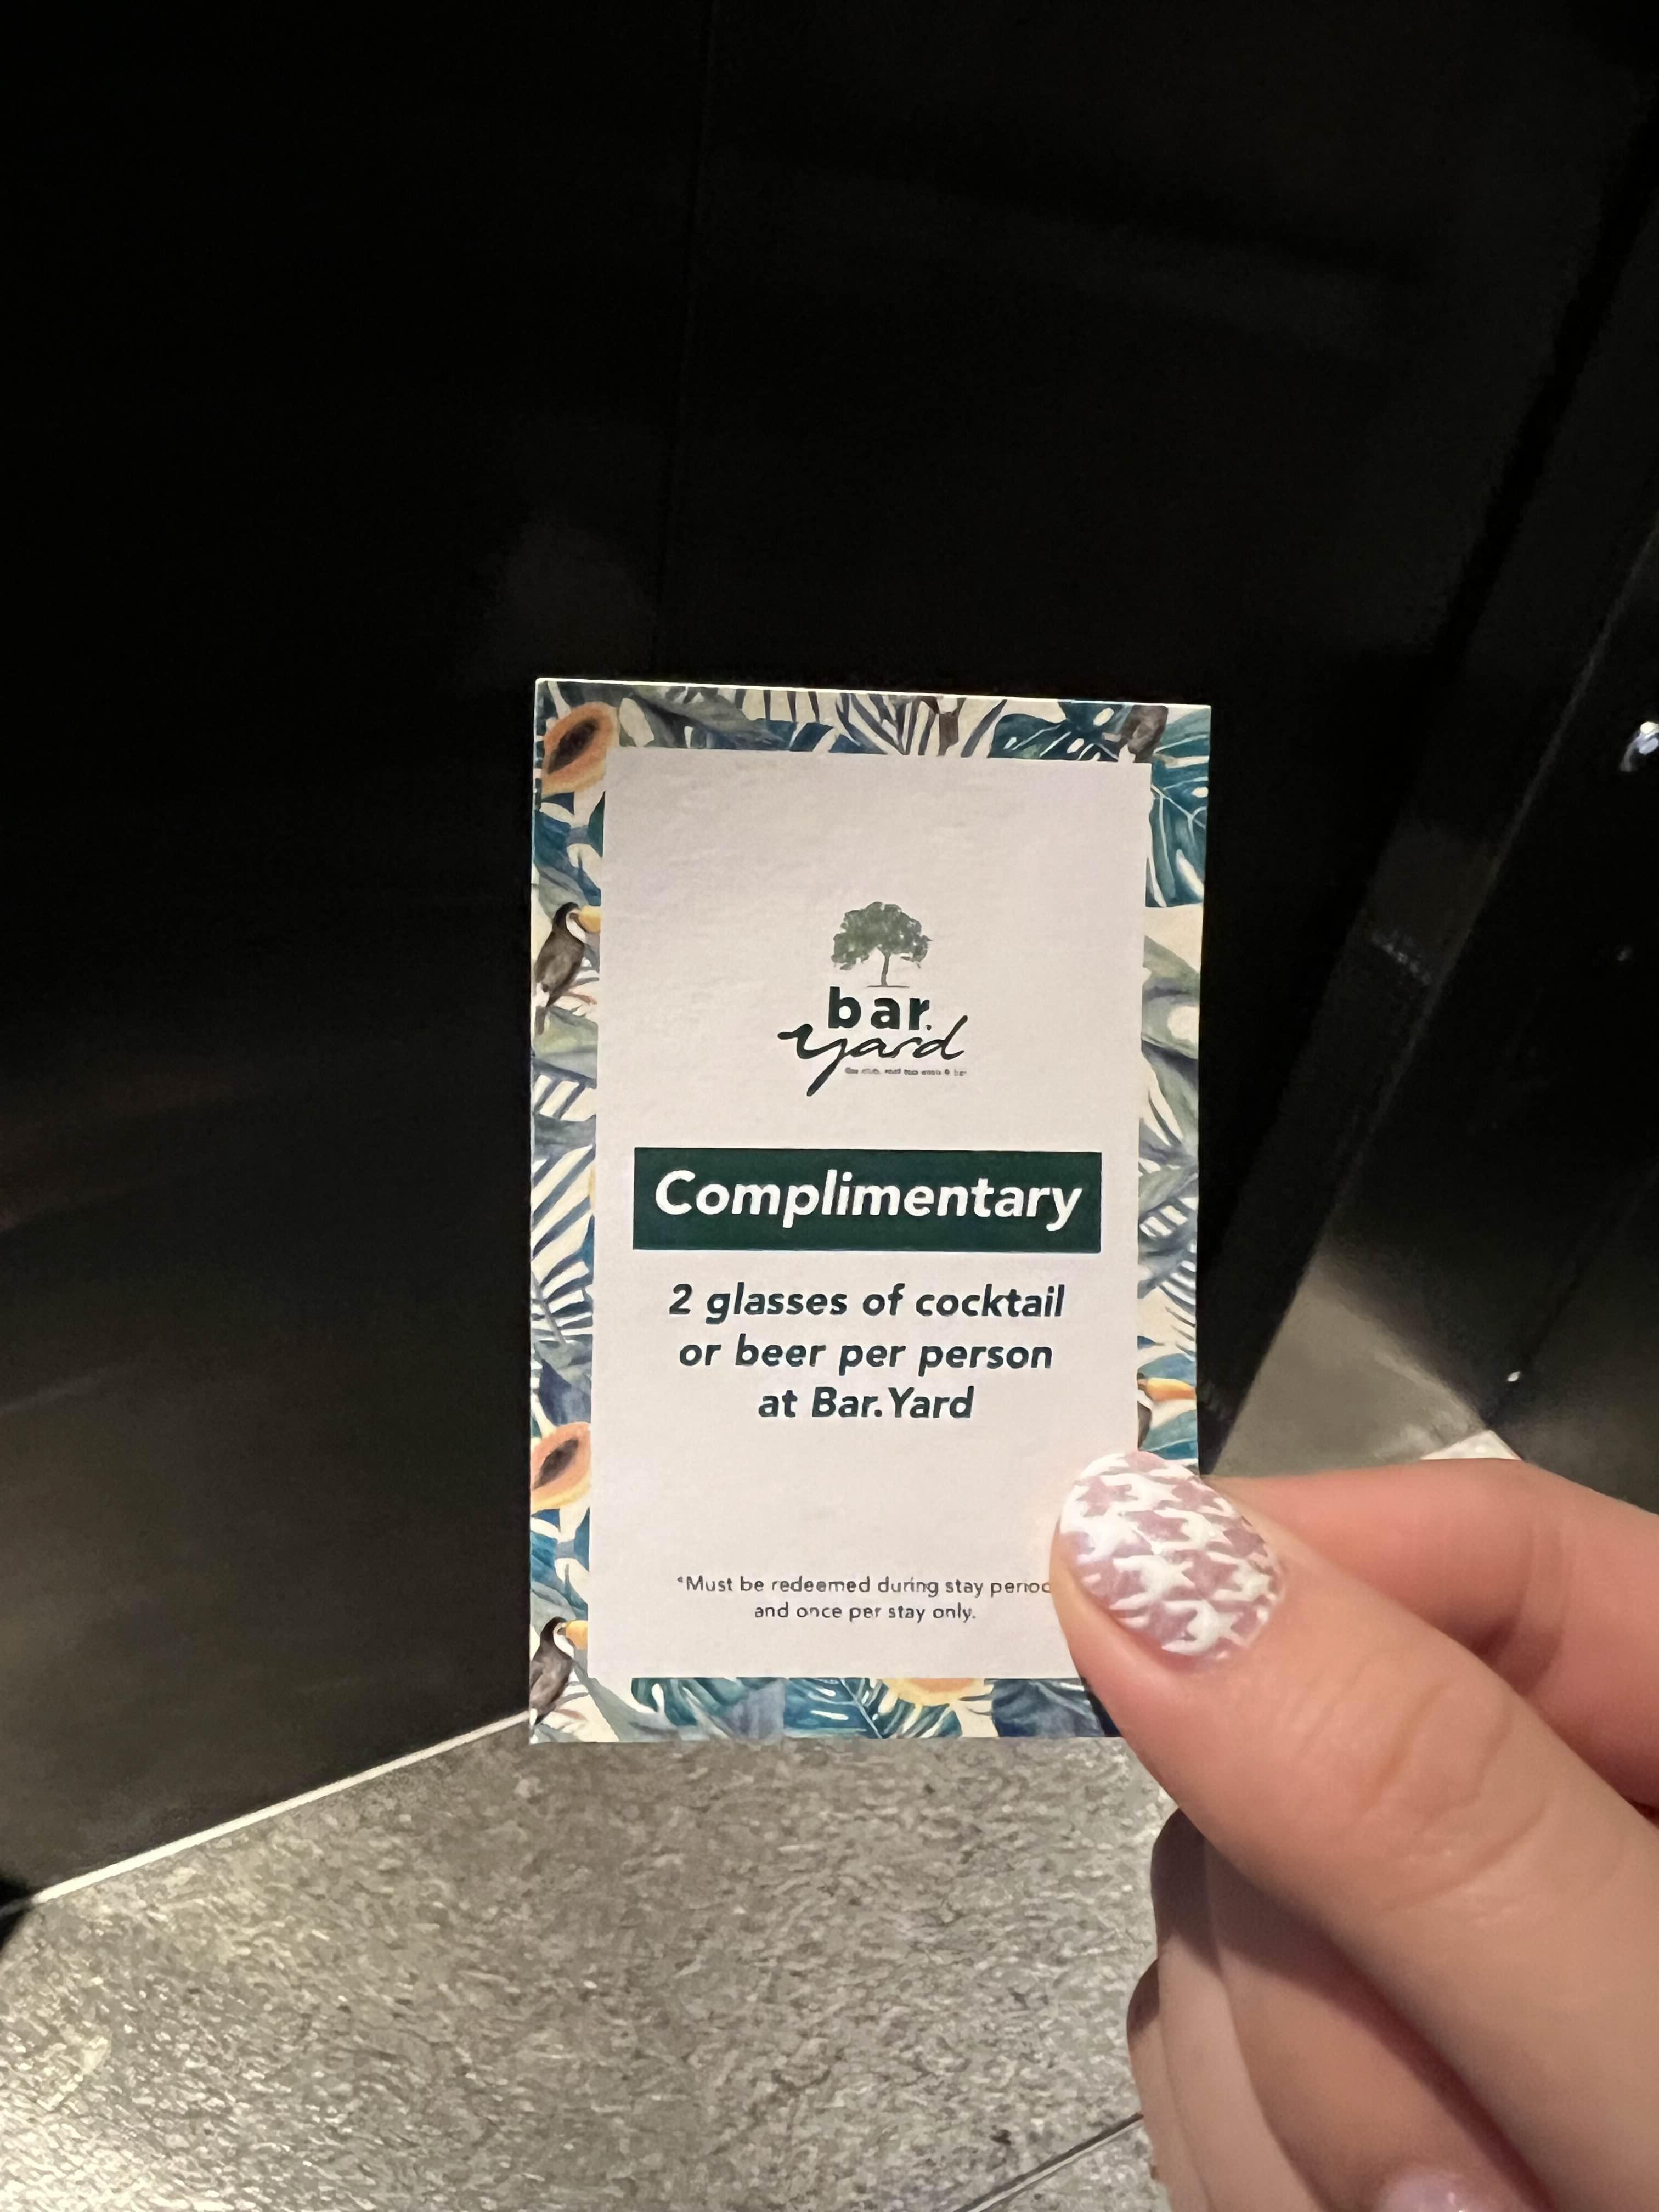 bar.
yard
Complimentary
2 glasses of cocktail
or beer per person
at Bar.Yard
*Must be redeemed during stay period
and once per stay only.